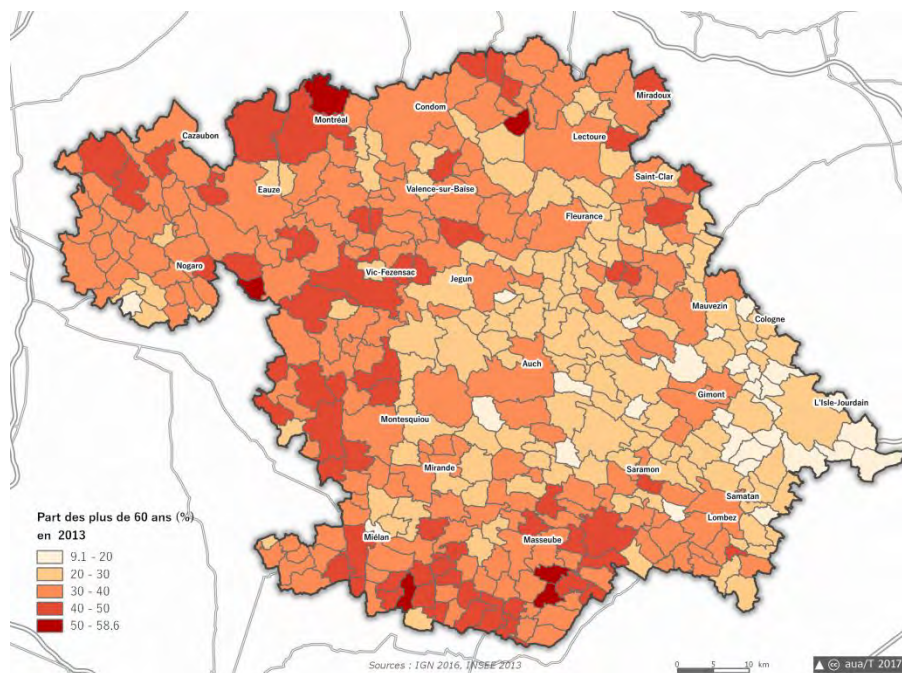 Miradoux
Condom
Montréal
Lectoure
Cazaubon
Saint-Clar
Eauze
Valence-sur-Baise
Fleurance
Nogaro
Vic-Fezensac
Jegun
Mauvezin
Cologne
Auch
Gimont
L'Isle-Jourdain
Montesquiou
Mirande
Saramon
Samatan
Lombez
Miélan
Masseube
Part des plus de 60 ans (%)
en 2013
9.1 - 20
20 - 30
30 - 40
40 - 50
50 - 58.6
Sources : IGN 2016, INSEE 2013
0 5 10 km
cc aua/T 2017